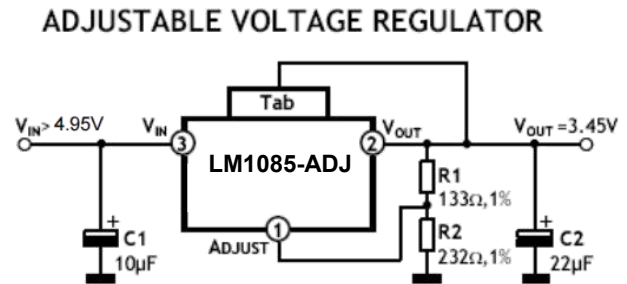 ADJUSTABLE VOLTAGE REGULATOR
Tab
VIN> 4.95V
VIN
3
LM1085-ADJ
2
VOUT
VOUT =3.45V
R1
133Ω,1%
1
ADJUST
R2
232Ω,1%
+
C1
10µF
+
C2
22µF